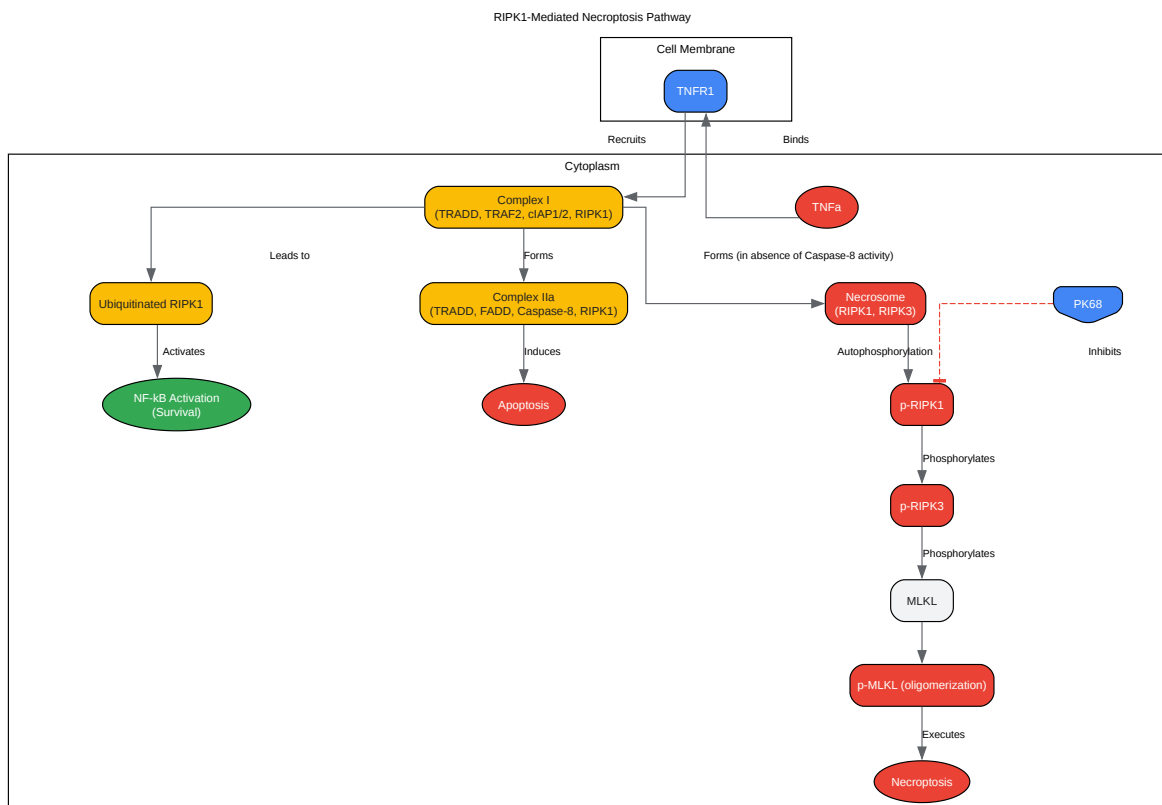 RIPK1-Mediated Necroptosis Pathway
Cell Membrane
TNFR1
Recruits
Binds
Cytoplasm
Complex I
(TRADD, TRAF2, cIAP1/2, RIPK1)
TNFa
Leads to
Forms
Forms (in absence of Caspase-8 activity)
Ubiquitinated RIPK1
Complex IIa
(TRADD, FADD, Caspase-8, RIPK1)
Necrosome
(RIPK1, RIPK3)
PK68
Activates
Induces
Autophosphorylation
Inhibits
NF-kB Activation
(Survival)
Apoptosis
p-RIPK1
Phosphorylates
p-RIPK3
Phosphorylates
MLKL
p-MLKL (oligomerization)
Executes
Necroptosis